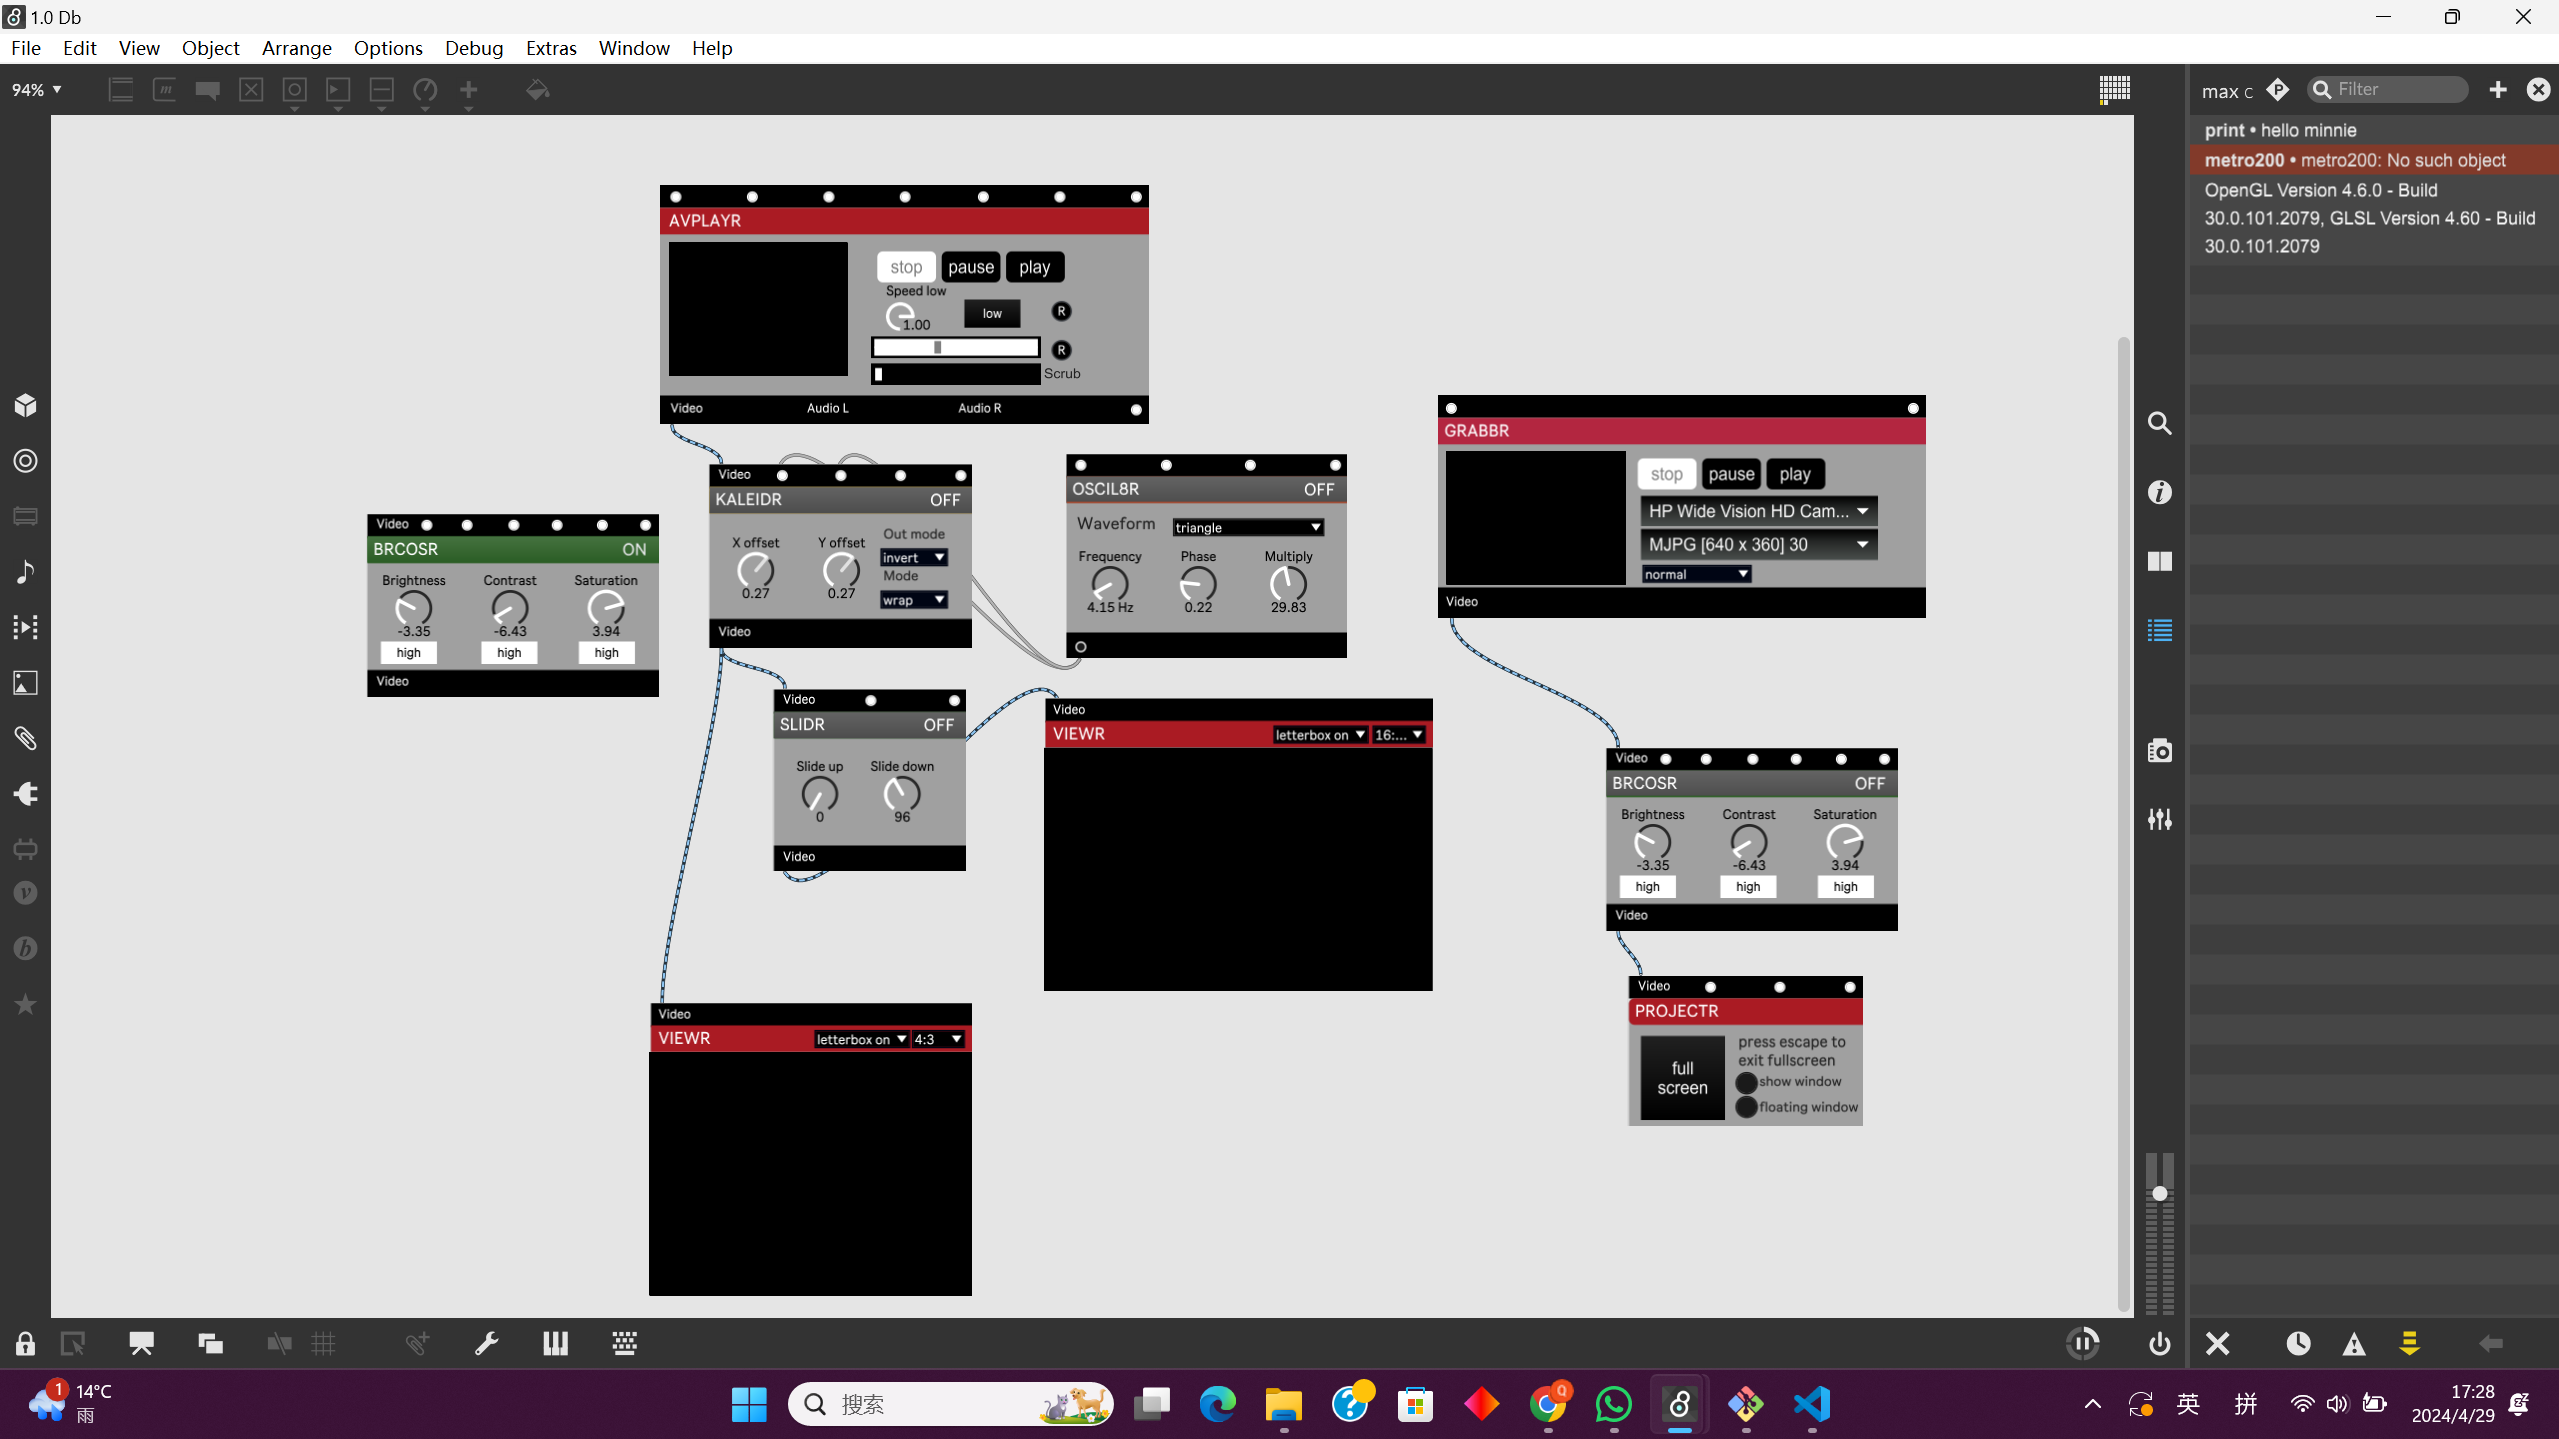 1.0 Db
File Edit View Object Arrange Options Debug Extras Window Help
94%
max c
Filter
print • hello minnie
metro200 • metro200: No such object
OpenGL Version 4.6.0 - Build
30.0.101.2079, GLSL Version 4.60 - Build
30.0.101.2079
AVPLAYR
stop pause play
Speed low
1.00
low
R
R
Scrub
Video Audio L Audio R
GRABBR
stop pause play
HP Wide Vision HD Cam...
MJPG [640 x 360] 30
normal
Video
Video
KALEIDR OFF
X offset Y offset
0.27 0.27
Out mode
invert
Mode
wrap
Video
OSCIL8R OFF
Waveform triangle
Frequency Phase Multiply
4.15 Hz 0.22 29.83
Video
BRCOSR ON
Brightness Contrast Saturation
-3.35 -6.43 3.94
high high high
Video
Video
SLIDR OFF
Slide up Slide down
0 96
Video
Video
VIEWR letterbox on 16:...
Video
BRCOSR OFF
Brightness Contrast Saturation
-3.35 -6.43 3.94
high high high
Video
Video
PROJECTR
full
screen
press escape to
exit fullscreen
show window
floating window
Video
VIEWR letterbox on 4:3
1
14°C
雨
搜索
Q
英
拼
17:28
2024/4/29